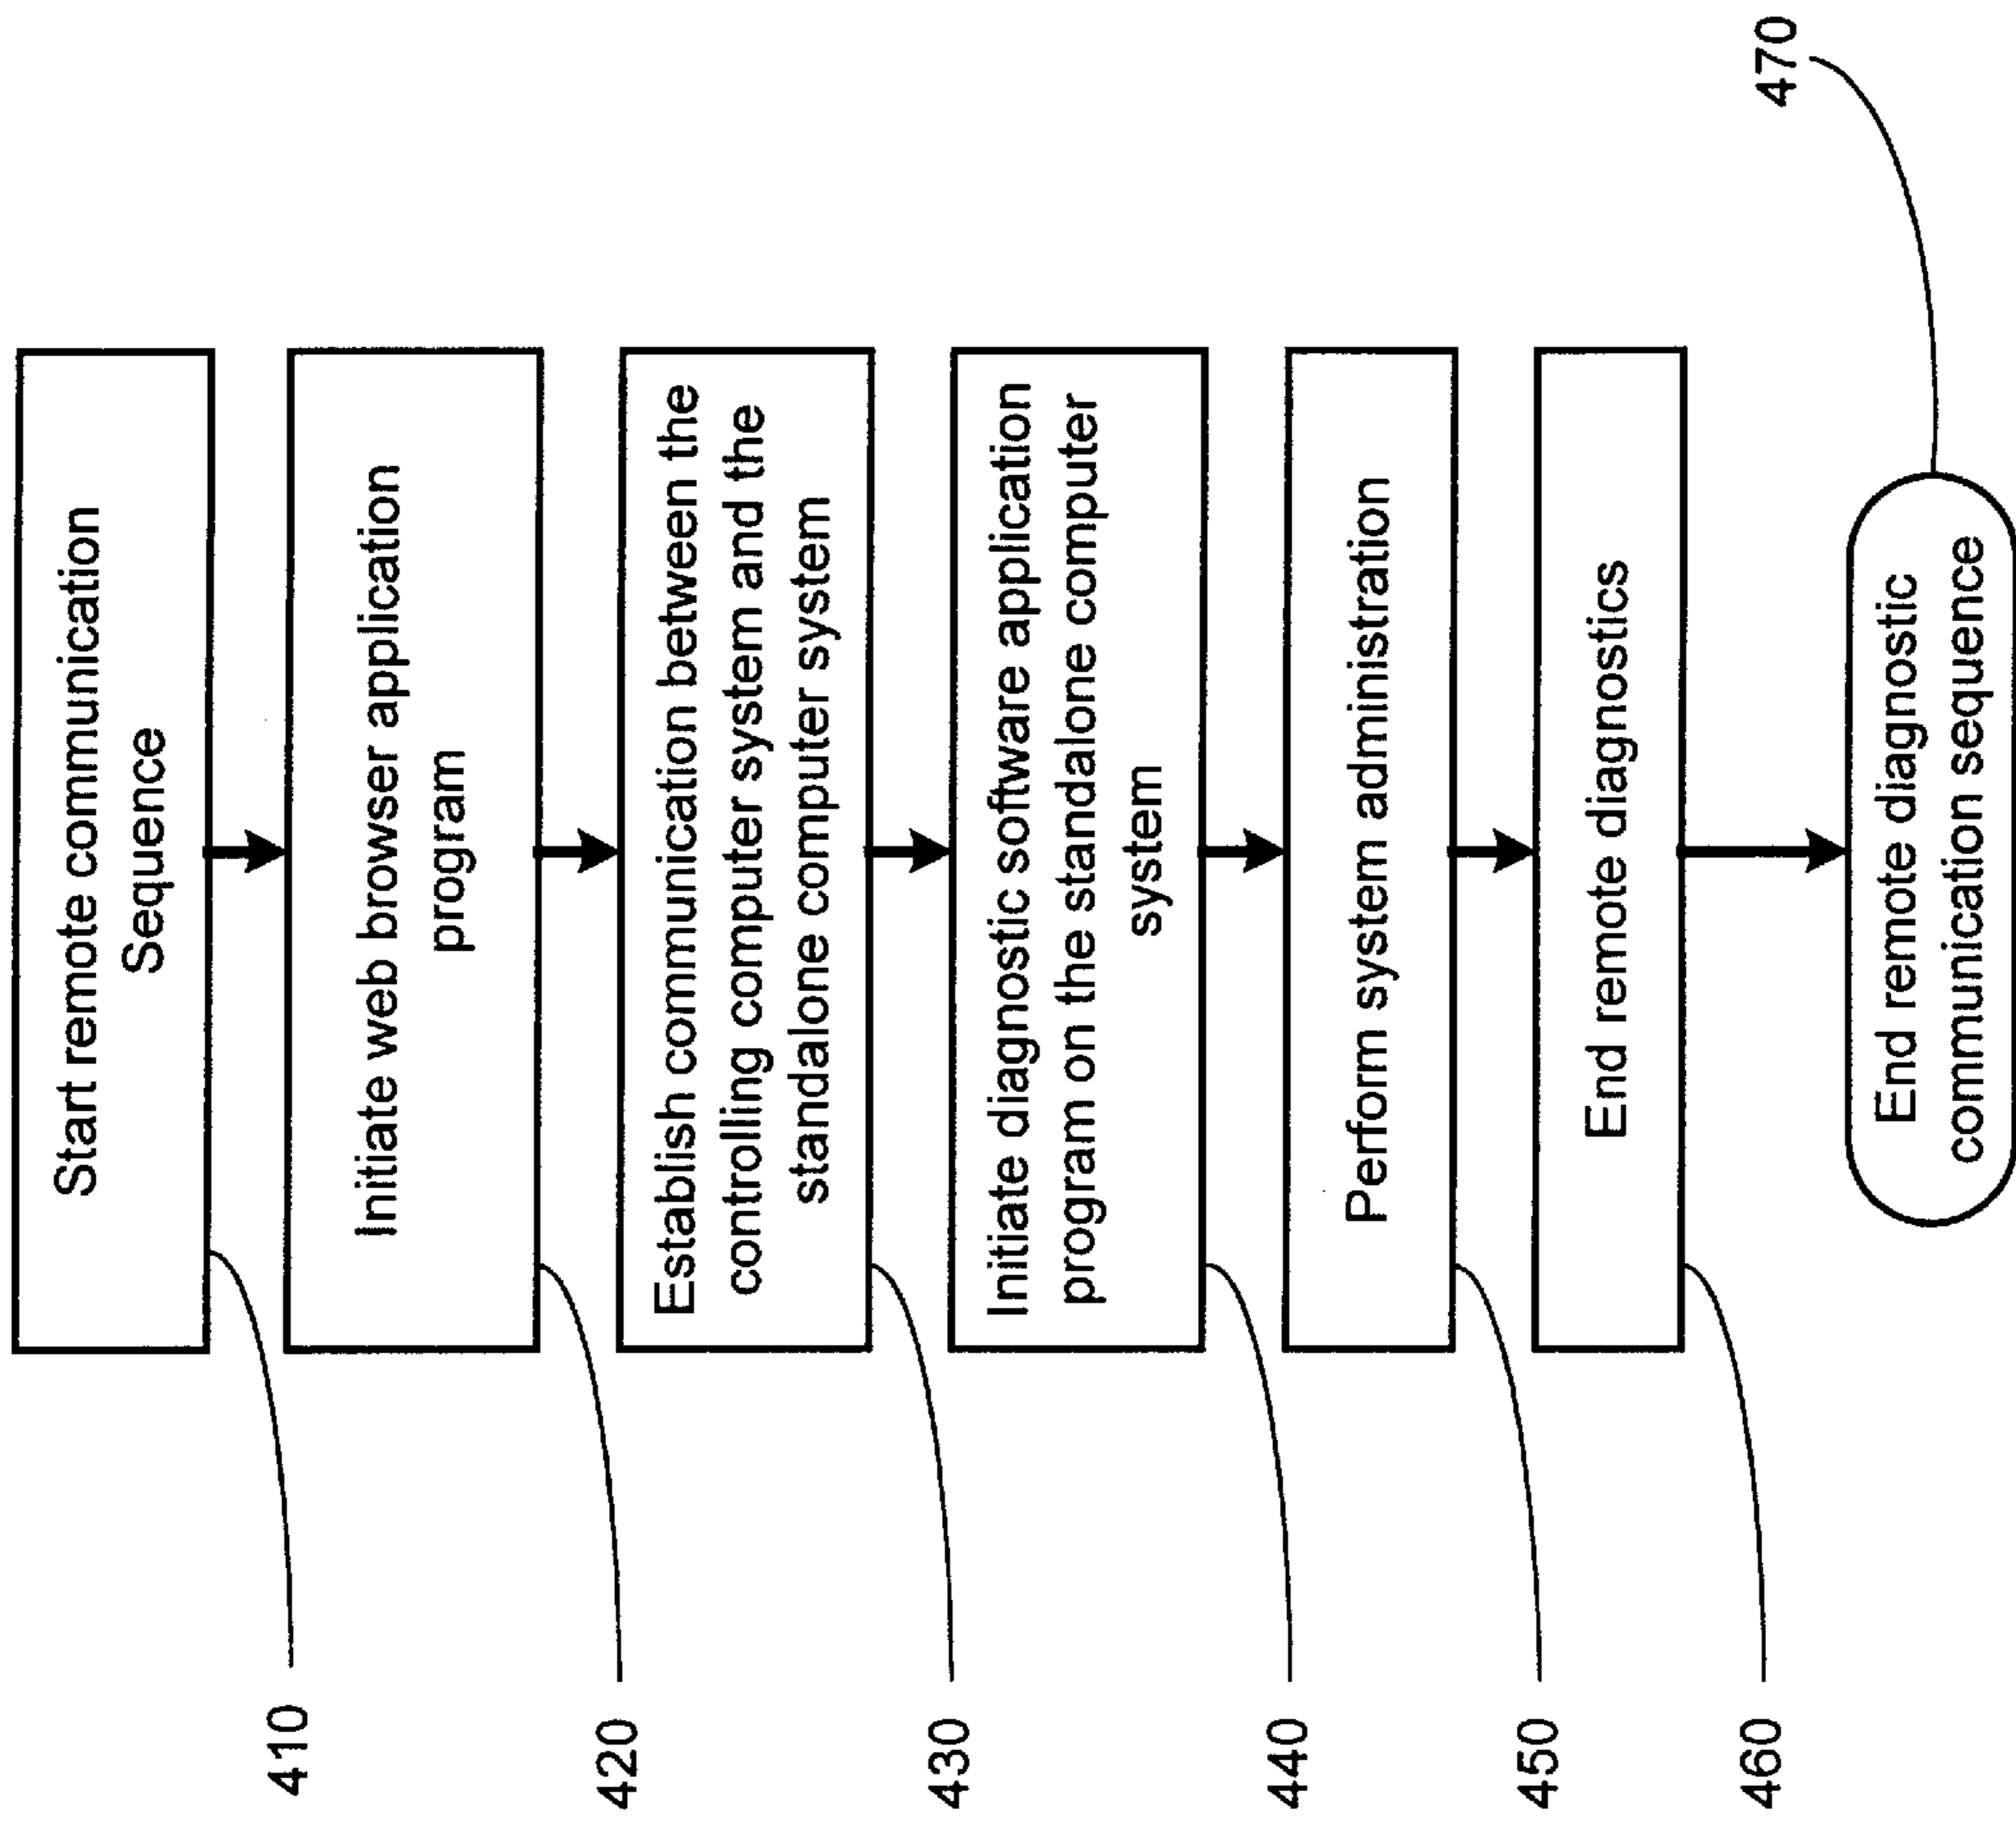 Start remote communication
Sequence
410
Initiate web browser application
program
420
Establish communication between the
controlling computer system and the
standalone computer system
430
Initiate diagnostic software application
program on the standalone computer
system
440
Perform system administration
450
End remote diagnostics
460
End remote diagnostic
communication sequence
470